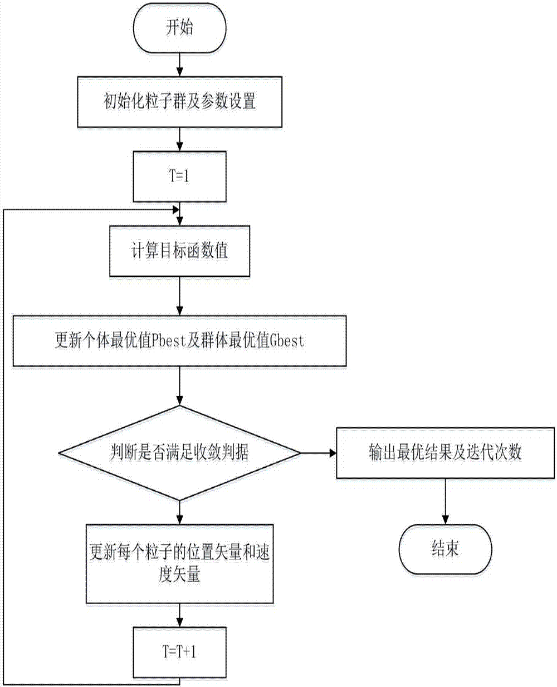 开始
初始化粒子群及参数设置
T=1
计算目标函数值
更新个体最优值Pbest及群体最优值Gbest
判断是否满足收敛判据
输出最优结果及迭代次数
更新每个粒子的位置矢量和速
度矢量
结束
T=T+1